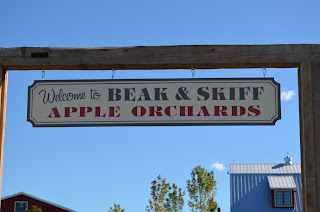 Welcome to BEAK & SKIFF
APPLE ORCHARDS